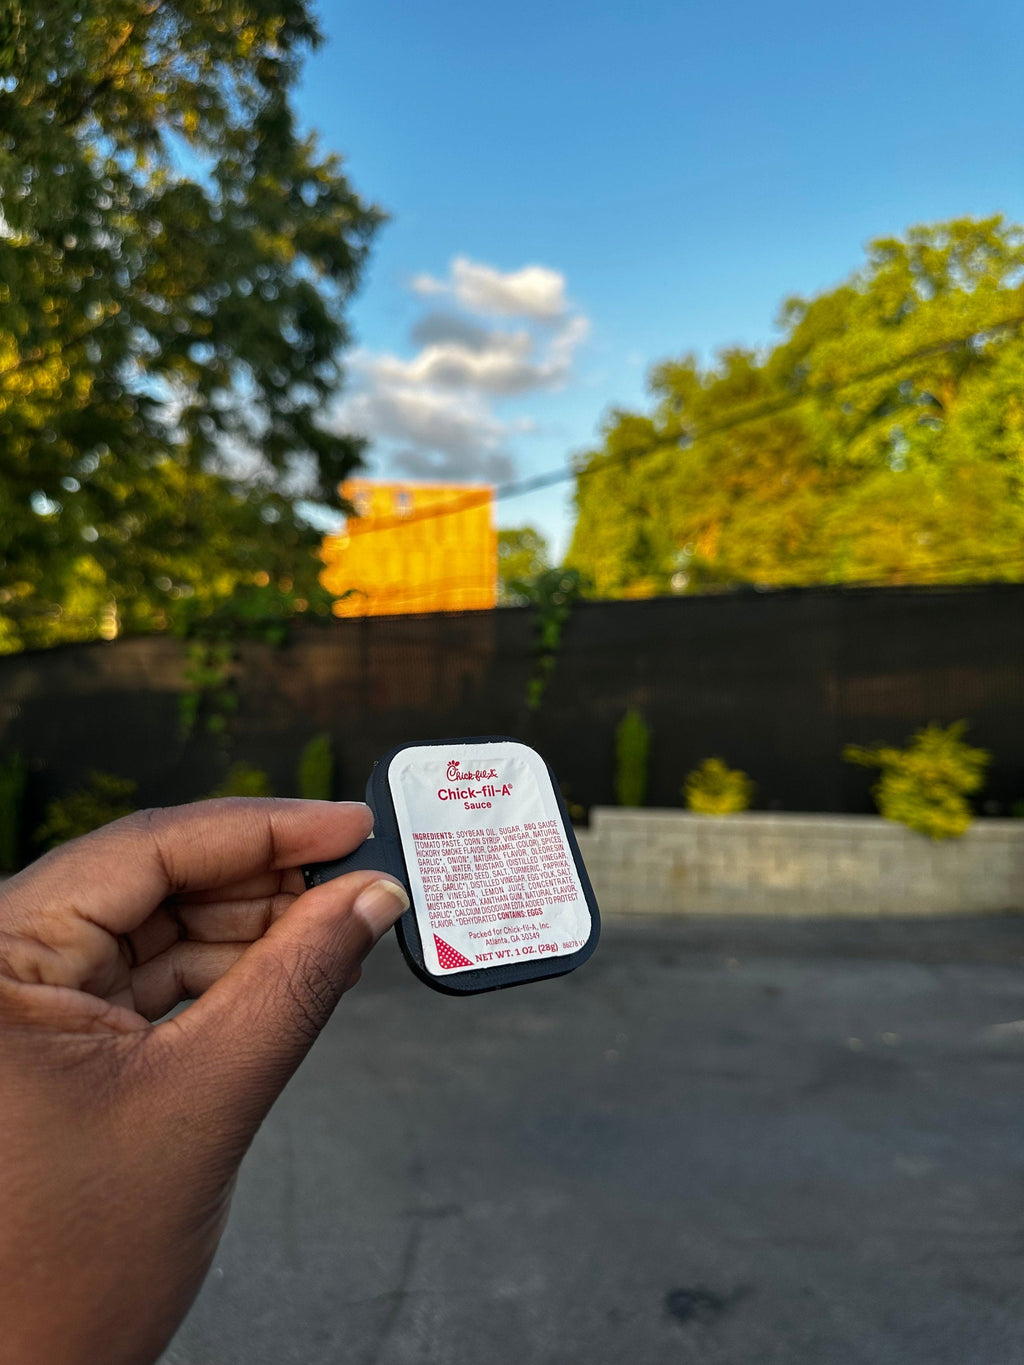 Chick-fil-A
Chick-fil-A®
Sauce
INGREDIENTS: SOYBEAN OIL, SUGAR, BBQ SAUCE
(TOMATO PASTE, CORN SYRUP, VINEGAR, NATURAL
HICKORY SMOKE FLAVOR, CARAMEL (COLOR), SPICES,
GARLIC*, ONION*, NATURAL FLAVOR, OLEORESIN
PAPRIKA), WATER, MUSTARD (DISTILLED VINEGAR,
WATER, MUSTARD SEED, SALT, TURMERIC, PAPRIKA,
SPICE, GARLIC*), DISTILLED VINEGAR, EGG YOLK, SALT,
CIDER VINEGAR, LEMON JUICE CONCENTRATE,
MUSTARD FLOUR, XANTHAN GUM, NATURAL FLAVOR,
GARLIC*, CALCIUM DISODIUM EDTA ADDED TO PROTECT
FLAVOR. *DEHYDRATED CONTAINS: EGGS
Packed for Chick-fil-A, Inc.
Atlanta, GA 30349
NET WT. 1 OZ. (28g) 86278 V1